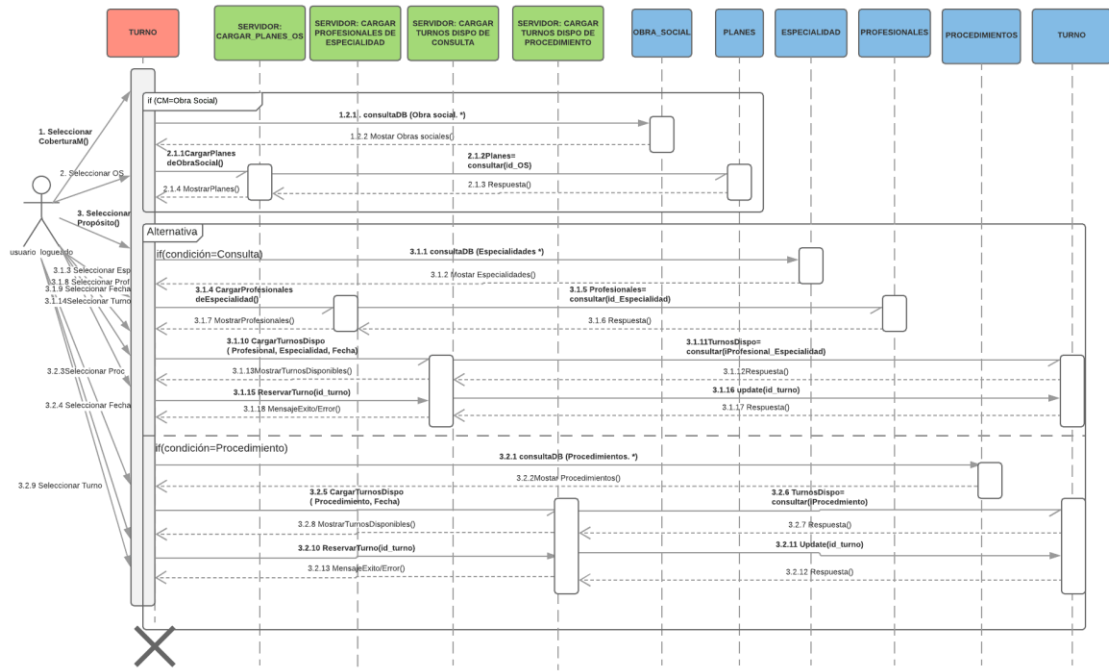 TURNO
SERVIDOR:
CARGAR_PLANES_OS
SERVIDOR: CARGAR
PROFESIONALES DE
ESPECIALIDAD
SERVIDOR: CARGAR
TURNOS DISPO DE
CONSULTA
SERVIDOR: CARGAR
TURNOS DISPO DE
PROCEDIMIENTO
OBRA_SOCIAL
PLANES
ESPECIALIDAD
PROFESIONALES
PROCEDIMIENTOS
TURNO
if (CM=Obra Social)
1.2.1 . consultaDB (Obra social. *)
1. Seleccionar
CoberturaM()
1.2.2 Mostar Obras sociales()
2.1.1CargarPlanes
deObraSocial()
2.1.2Planes=
consultar(id_OS)
2. Seleccionar OS
2.1.4 MostrarPlanes()
2.1.3 Respuesta()
3. Seleccionar
Propósito()
usuario logueado
Alternativa
if(condición=Consulta)
3.1.1 consultaDB (Especialidades *)
3.1.2 Mostar Especialidades()
3.1.3 Seleccionar Esp
3.1.8 Seleccionar Prof
3.1.9 Seleccionar Fecha
3.1.14Seleccionar Turno
3.1.4 CargarProfesionales
deEspecialidad()
3.1.5 Profesionales=
consultar(id_Especialidad)
3.1.7 MostrarProfesionales()
3.1.6 Respuesta()
3.1.10 CargarTurnosDispo
( Profesional, Especialidad, Fecha)
3.1.11TurnosDispo=
consultar(iProfesional_Especialidad)
3.2.3Seleccionar Proc
3.1.13MostrarTurnosDisponibles()
3.1.12Respuesta()
3.1.15 ReservarTurno(id_turno)
3.1.16 update(id_turno)
3.2.4 Seleccionar Fecha
3.1.18 MensajeExito/Error()
3.1.17 Respuesta()
if(condición=Procedimiento)
3.2.1 consultaDB (Procedimientos. *)
3.2.2Mostar Procedimientos()
3.2.9 Seleccionar Turno
3.2.5 CargarTurnosDispo
( Procedimiento, Fecha)
3.2.6 TurnosDispo=
consultar(iProcedmiento)
3.2.8 MostrarTurnosDisponibles()
3.2.7 Respuesta()
3.2.10 ReservarTurno(id_turno)
3.2.11 Update(id_turno)
3.2.13 MensajeExito/Error()
3.2.12 Respuesta()